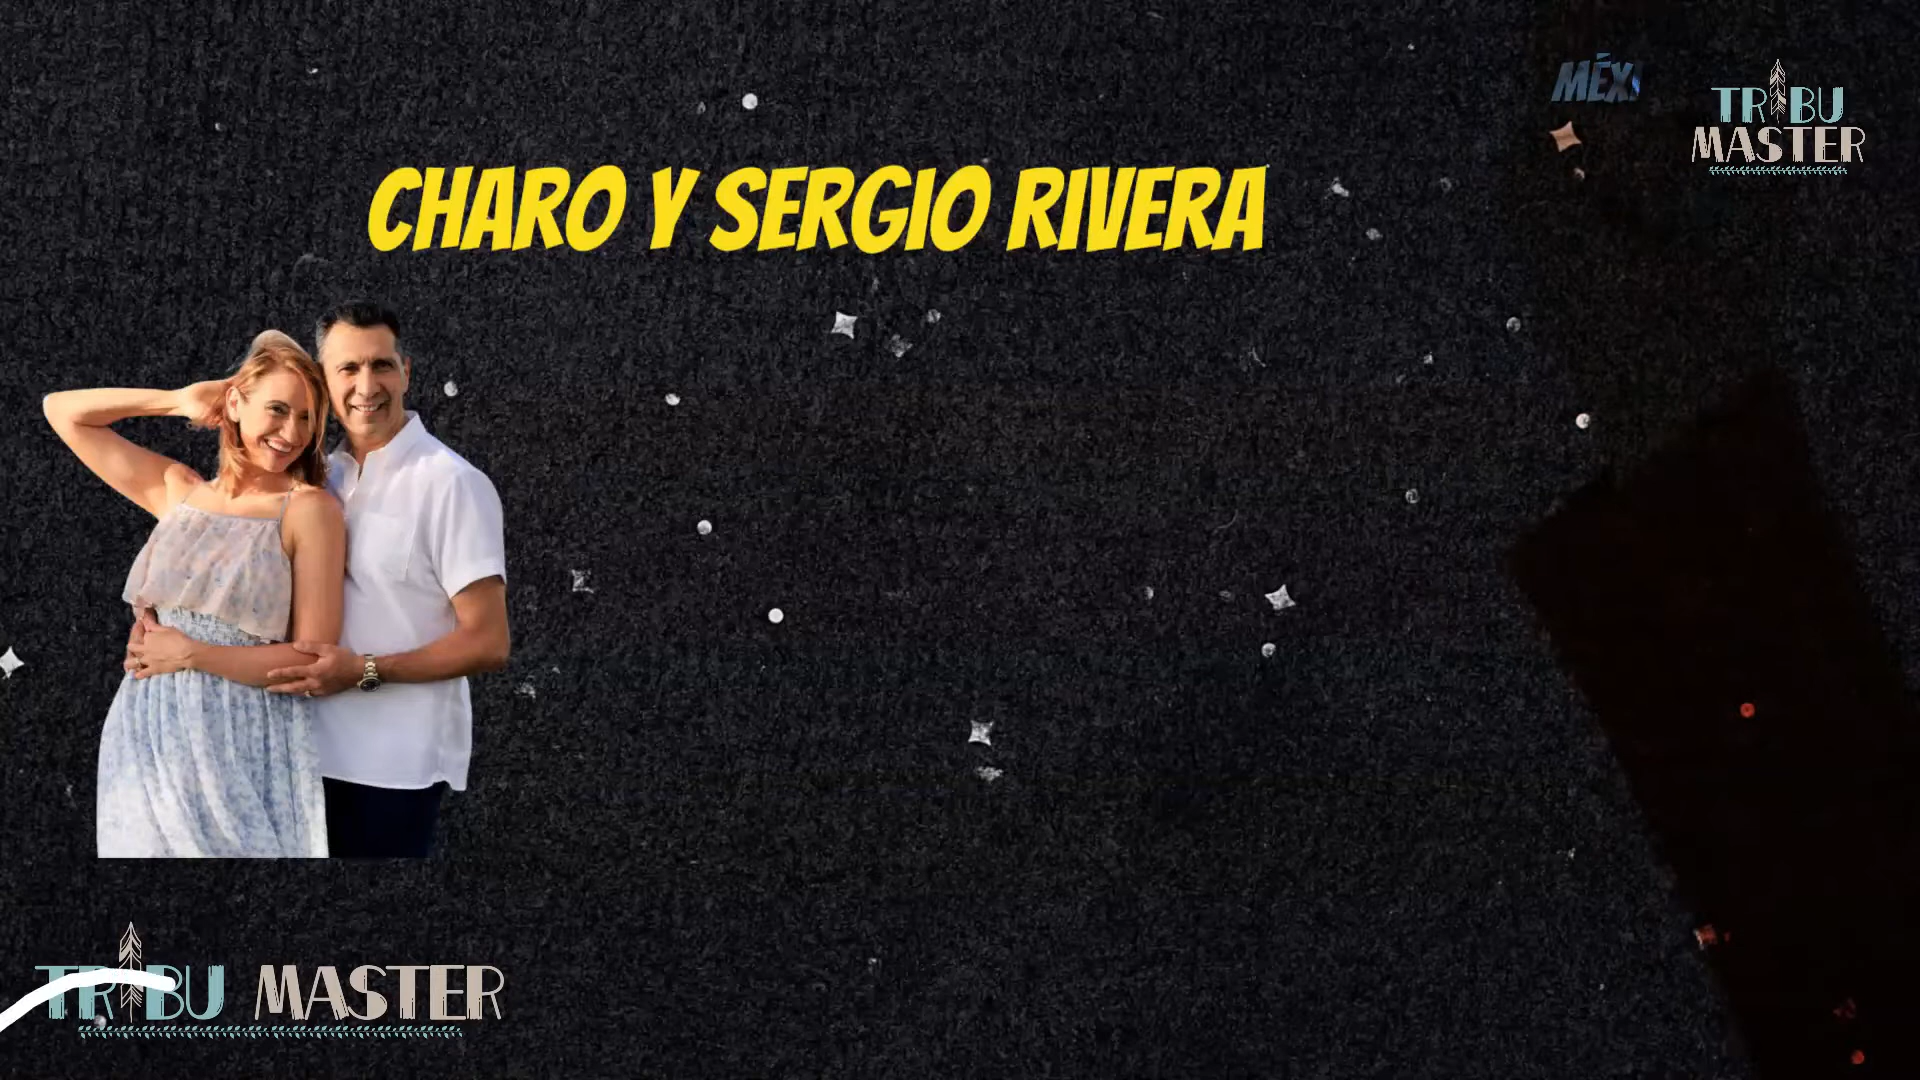 MÉX
TRIBU
MASTER
CHARO Y SERGIO RIVERA
TRIBU MASTER